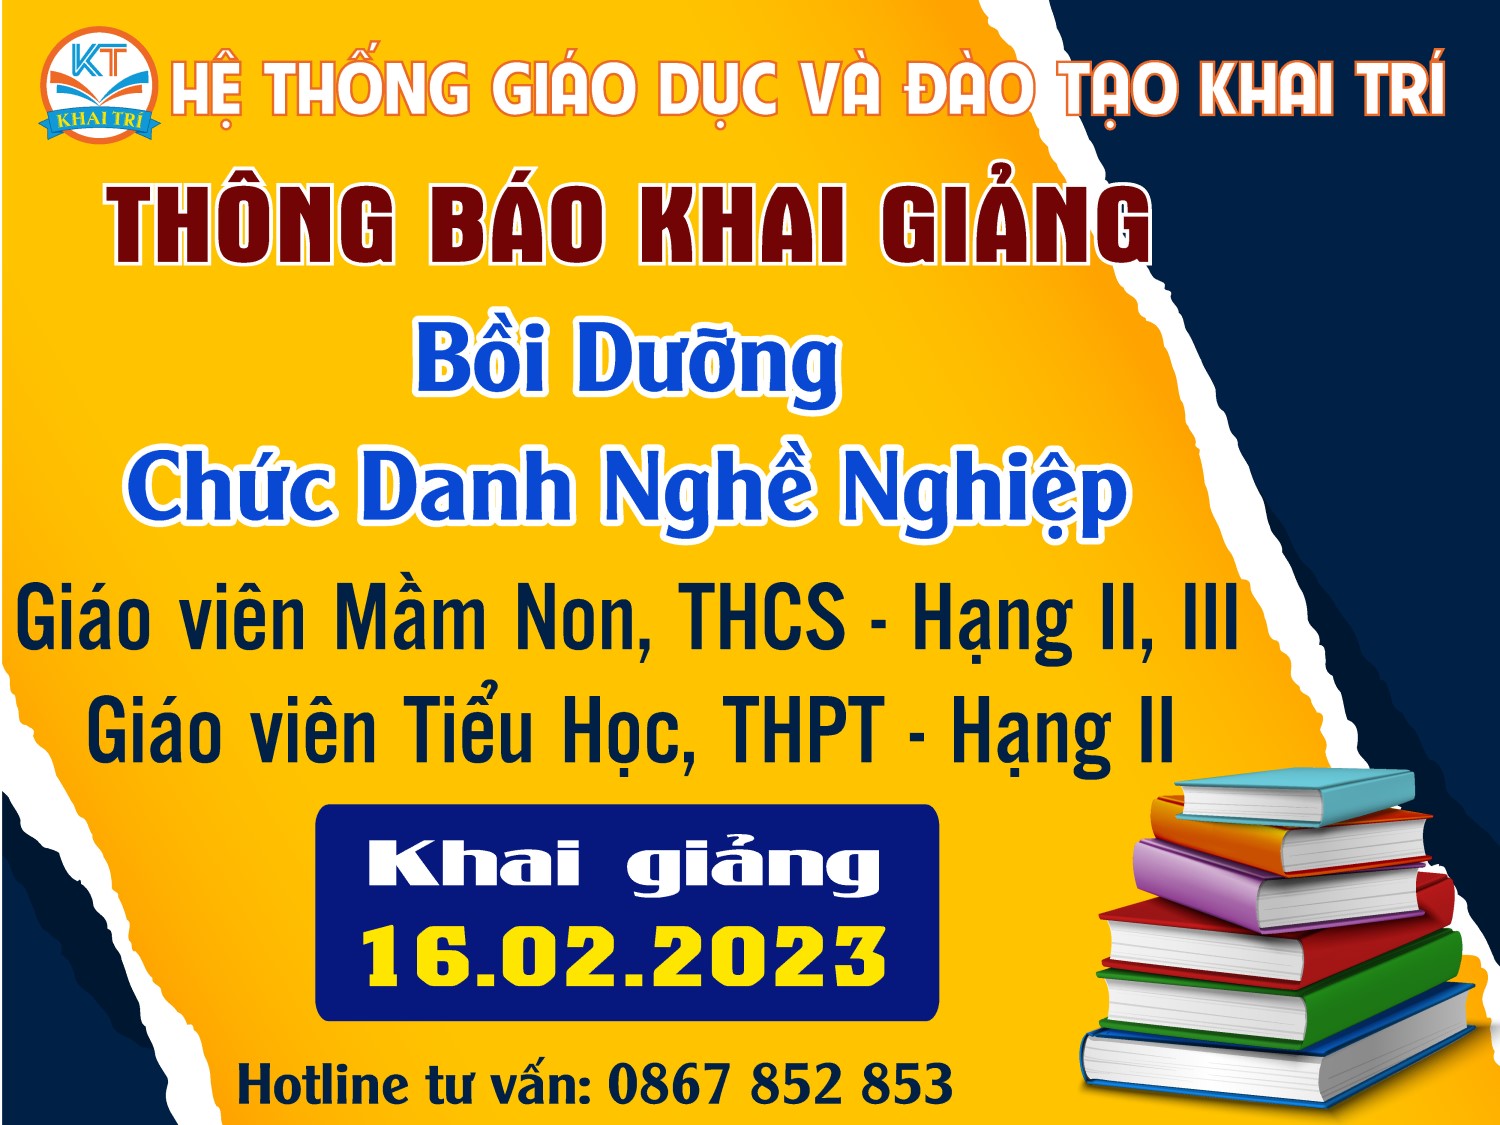 KT
KHAI TRÍ
HỆ THỐNG GIÁO DỤC VÀ ĐÀO TẠO KHAI TRÍ
THÔNG BÁO KHAI GIẢNG
Bồi Dưỡng
Chức Danh Nghề Nghiệp
Giáo viên Mầm Non, THCS - Hạng II, III
Giáo viên Tiểu Học, THPT - Hạng II
Khai giảng
16.02.2023
Hotline tư vấn: 0867 852 853